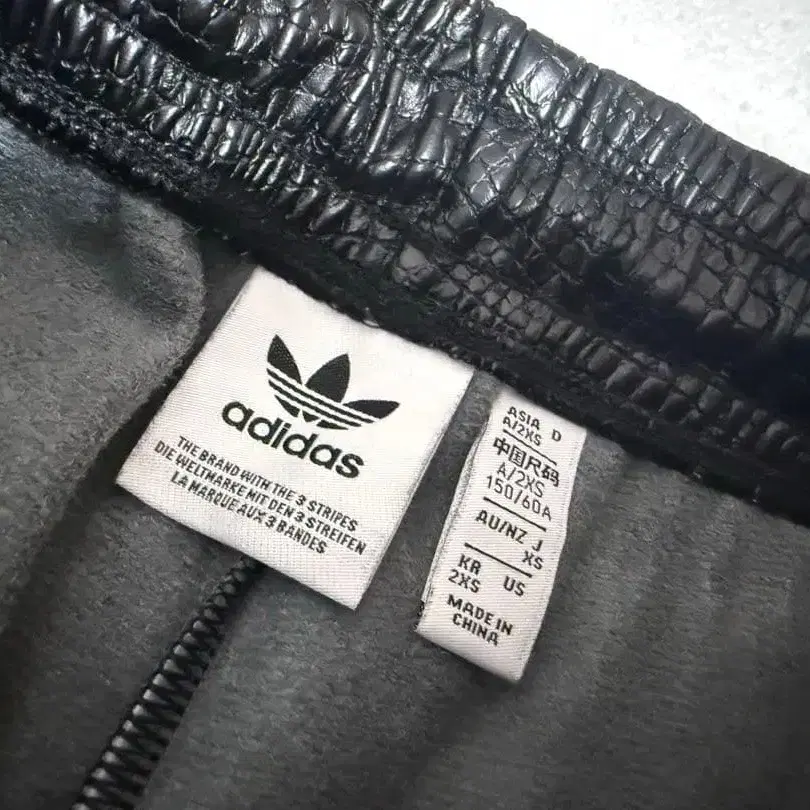 adidas
THE BRAND WITH THE 3 STRIPES
DIE WELTMARKE MIT DEN 3 STREIFEN
LA MARQUE AUX 3 BANDES
ASIA D
A/2XS
中国尺码
A/2XS
150/60A
AU/NZ J
XS
KR US
2XS
MADE IN
CHINA